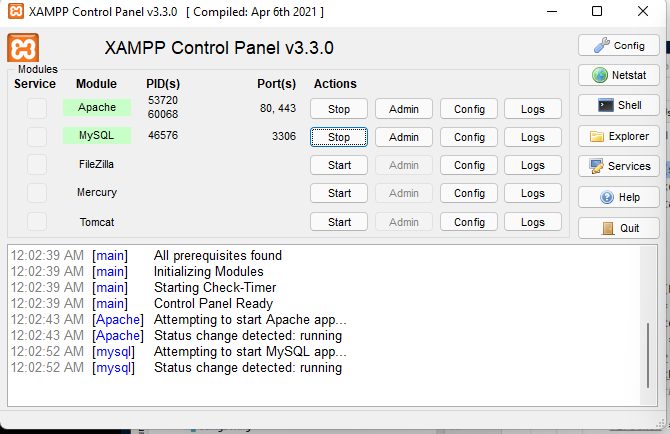 XAMPP Control Panel v3.3.0 [ Compiled: Apr 6th 2021 ]
XAMPP Control Panel v3.3.0
Config
Modules
Service Module PID(s) Port(s) Actions
Netstat
Apache 53720 60068 80, 443 Stop Admin Config Logs
Shell
MySQL 46576 3306 Stop Admin Config Logs
Explorer
FileZilla Start Admin Config Logs
Services
Mercury Start Admin Config Logs
Help
Tomcat Start Admin Config Logs
Quit
12:02:39 AM [main] All prerequisites found
12:02:39 AM [main] Initializing Modules
12:02:39 AM [main] Starting Check-Timer
12:02:39 AM [main] Control Panel Ready
12:02:43 AM [Apache] Attempting to start Apache app...
12:02:43 AM [Apache] Status change detected: running
12:02:52 AM [mysql] Attempting to start MySQL app...
12:02:52 AM [mysql] Status change detected: running